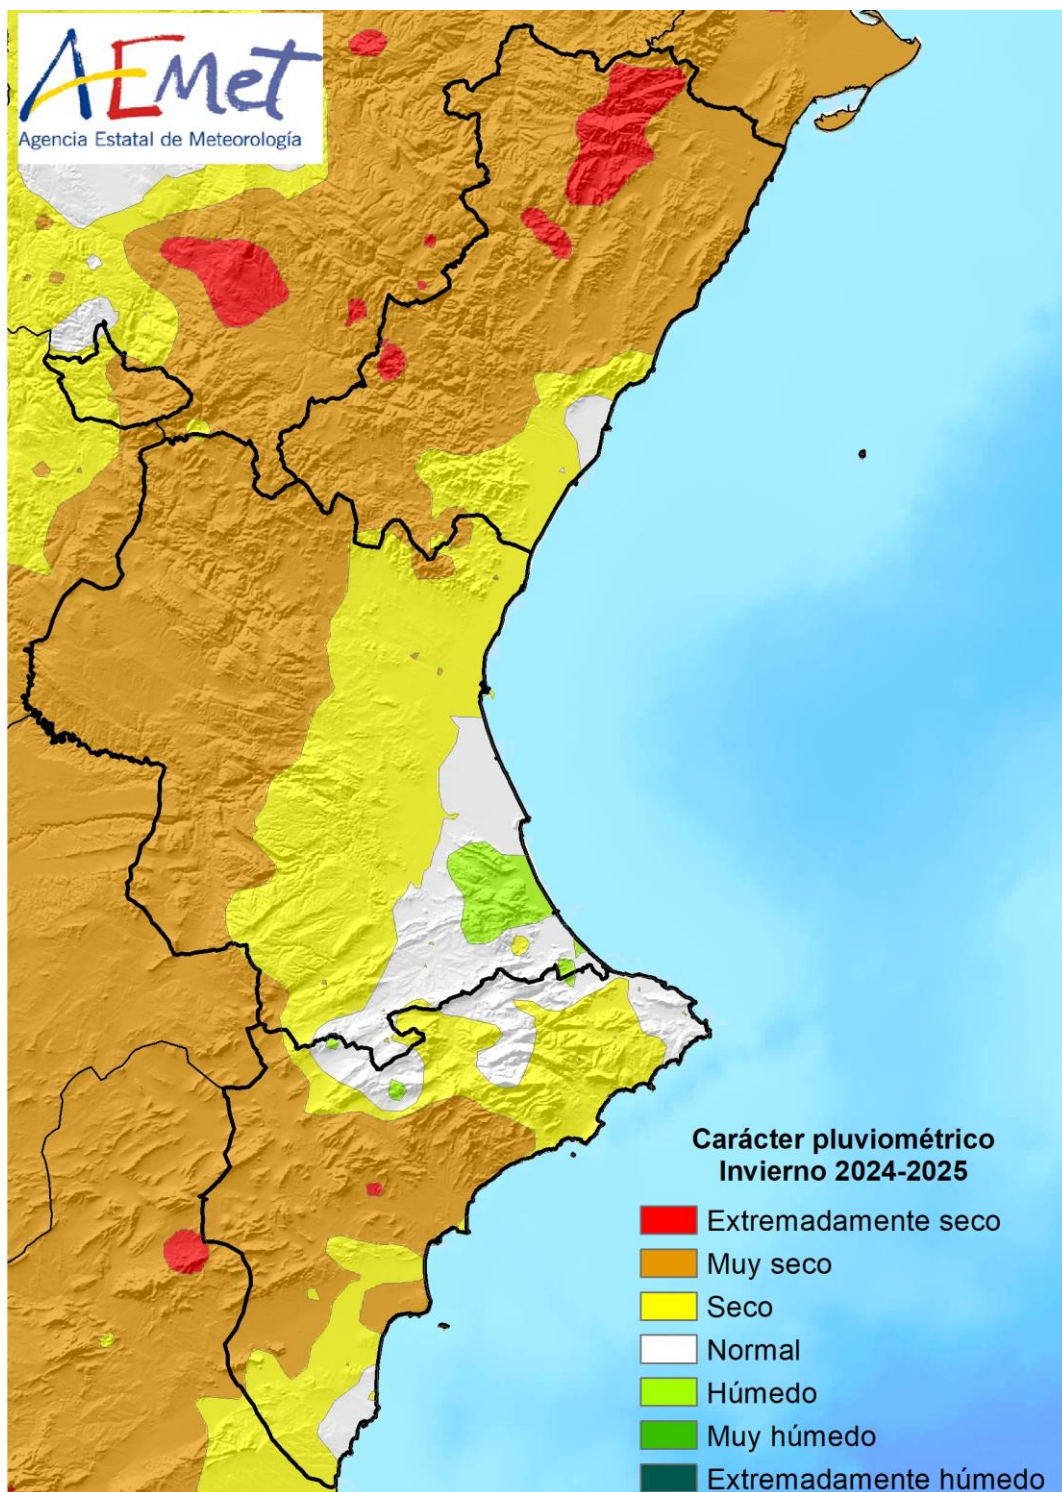 AEMet
Agencia Estatal de Meteorología
Carácter pluviométrico
Invierno 2024-2025
Extremadamente seco
Muy seco
Seco
Normal
Húmedo
Muy húmedo
Extremadamente húmedo